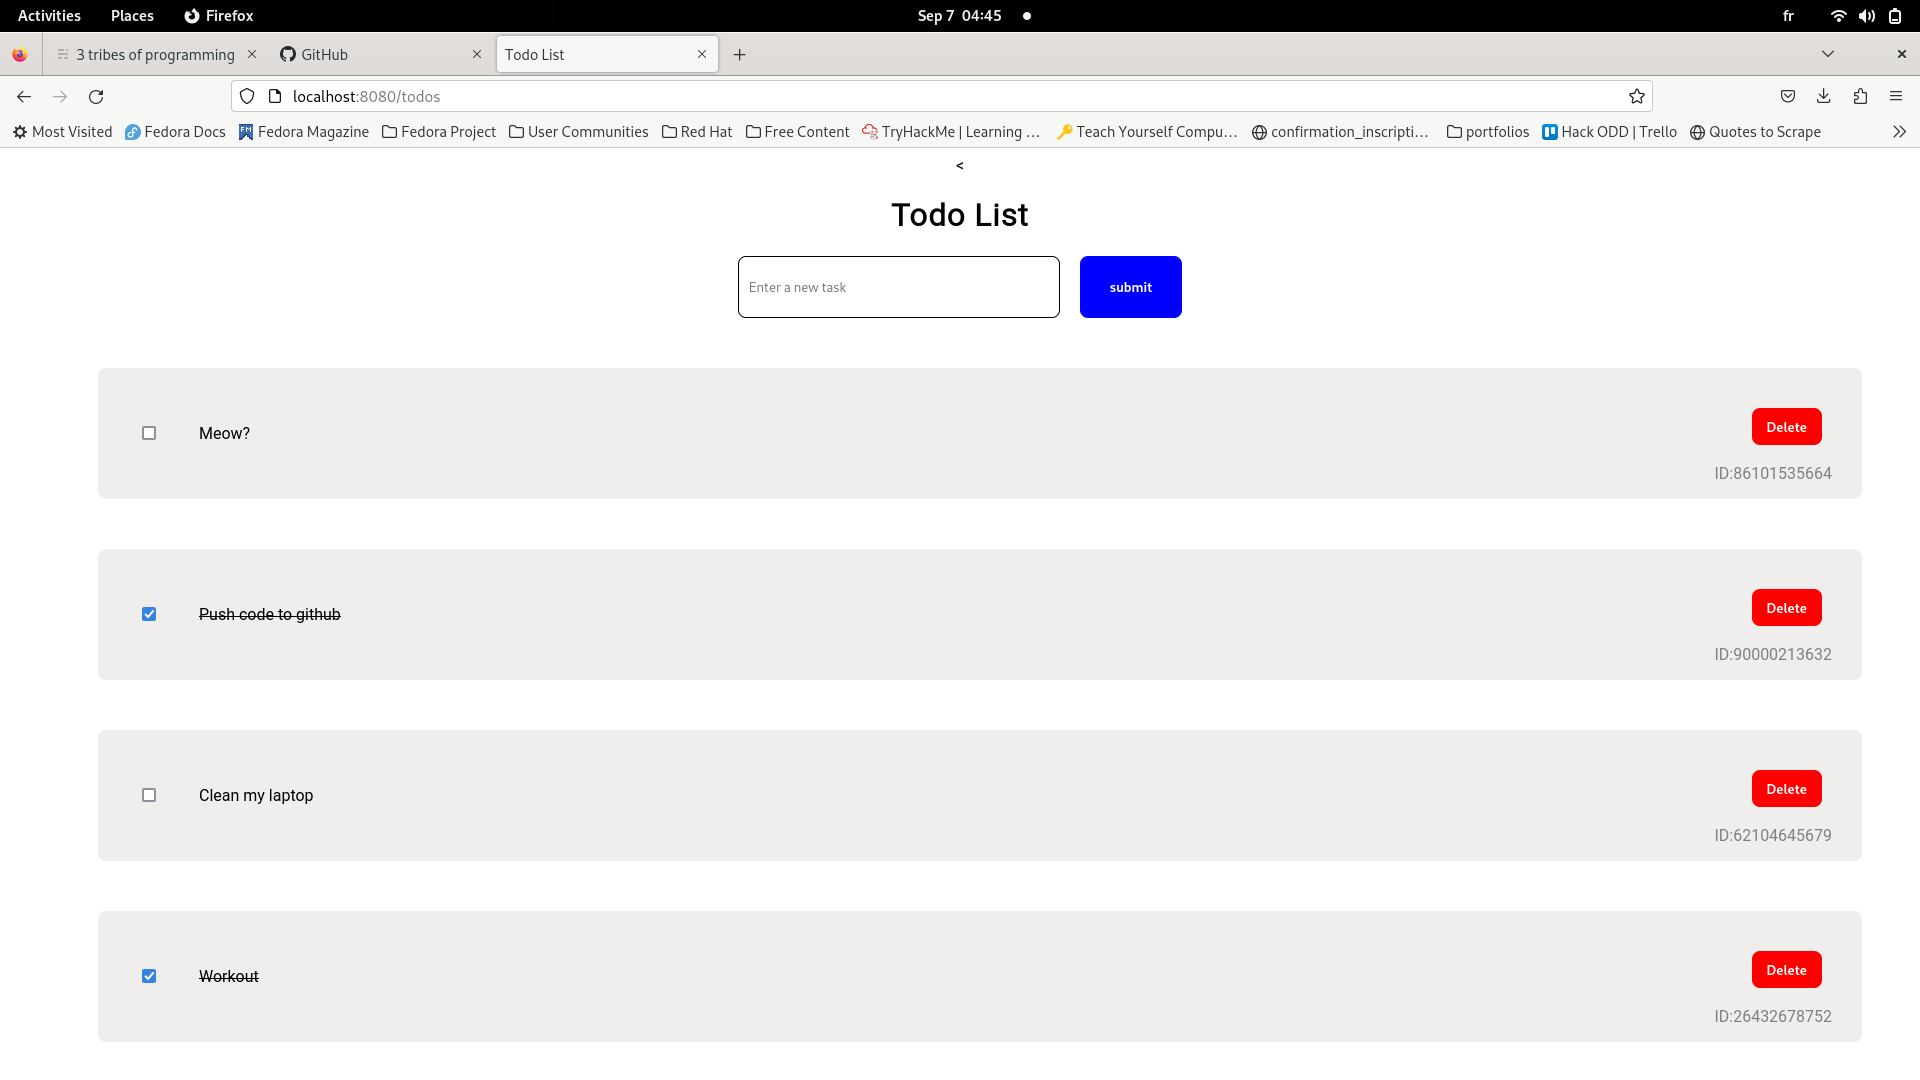 Activities Places Firefox Sep 7 04:45 fr
3 tribes of programming GitHub Todo List
localhost:8080/todos
Most Visited Fedora Docs Fedora Magazine Fedora Project User Communities Red Hat Free Content TryHackMe | Learning … Teach Yourself Compu… confirmation_inscripti… portfolios Hack ODD | Trello Quotes to Scrape
<
Todo List
Enter a new task submit
Meow? Delete
ID:86101535664
Push code to github Delete
ID:90000213632
Clean my laptop Delete
ID:62104645679
Workout Delete
ID:26432678752